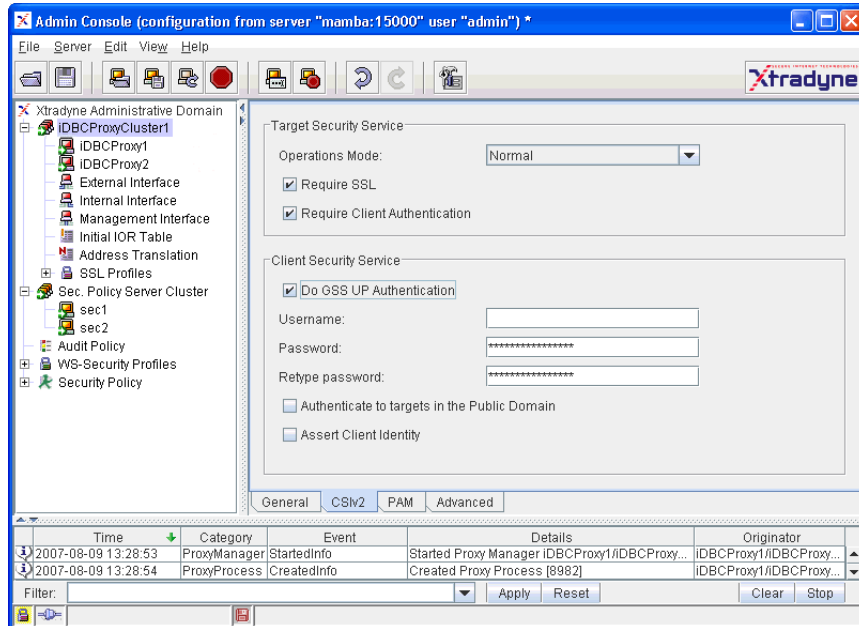 Admin Console (configuration from server "mamba:15000" user "admin") *
File Server Edit View Help
Xtradyne
Xtradyne Administrative Domain
iDBCProxyCluster1
iDBCProxy1
iDBCProxy2
External Interface
Internal Interface
Management Interface
Initial IOR Table
Address Translation
SSL Profiles
Sec. Policy Server Cluster
sec1
sec2
Audit Policy
WS-Security Profiles
Security Policy
Target Security Service
Operations Mode: Normal
Require SSL
Require Client Authentication
Client Security Service
Do GSS UP Authentication
Username:
Password: ****************
Retype password: ****************
Authenticate to targets in the Public Domain
Assert Client Identity
General CSIv2 PAM Advanced
Time Category Event Details Originator
2007-08-09 13:28:53 ProxyManager StartedInfo Started Proxy Manager iDBCProxy1/iDBCProxy... iDBCProxy1/iDBCProxy...
2007-08-09 13:28:54 ProxyProcess CreatedInfo Created Proxy Process [8982] iDBCProxy1/iDBCProxy...
Filter: Apply Reset Clear Stop